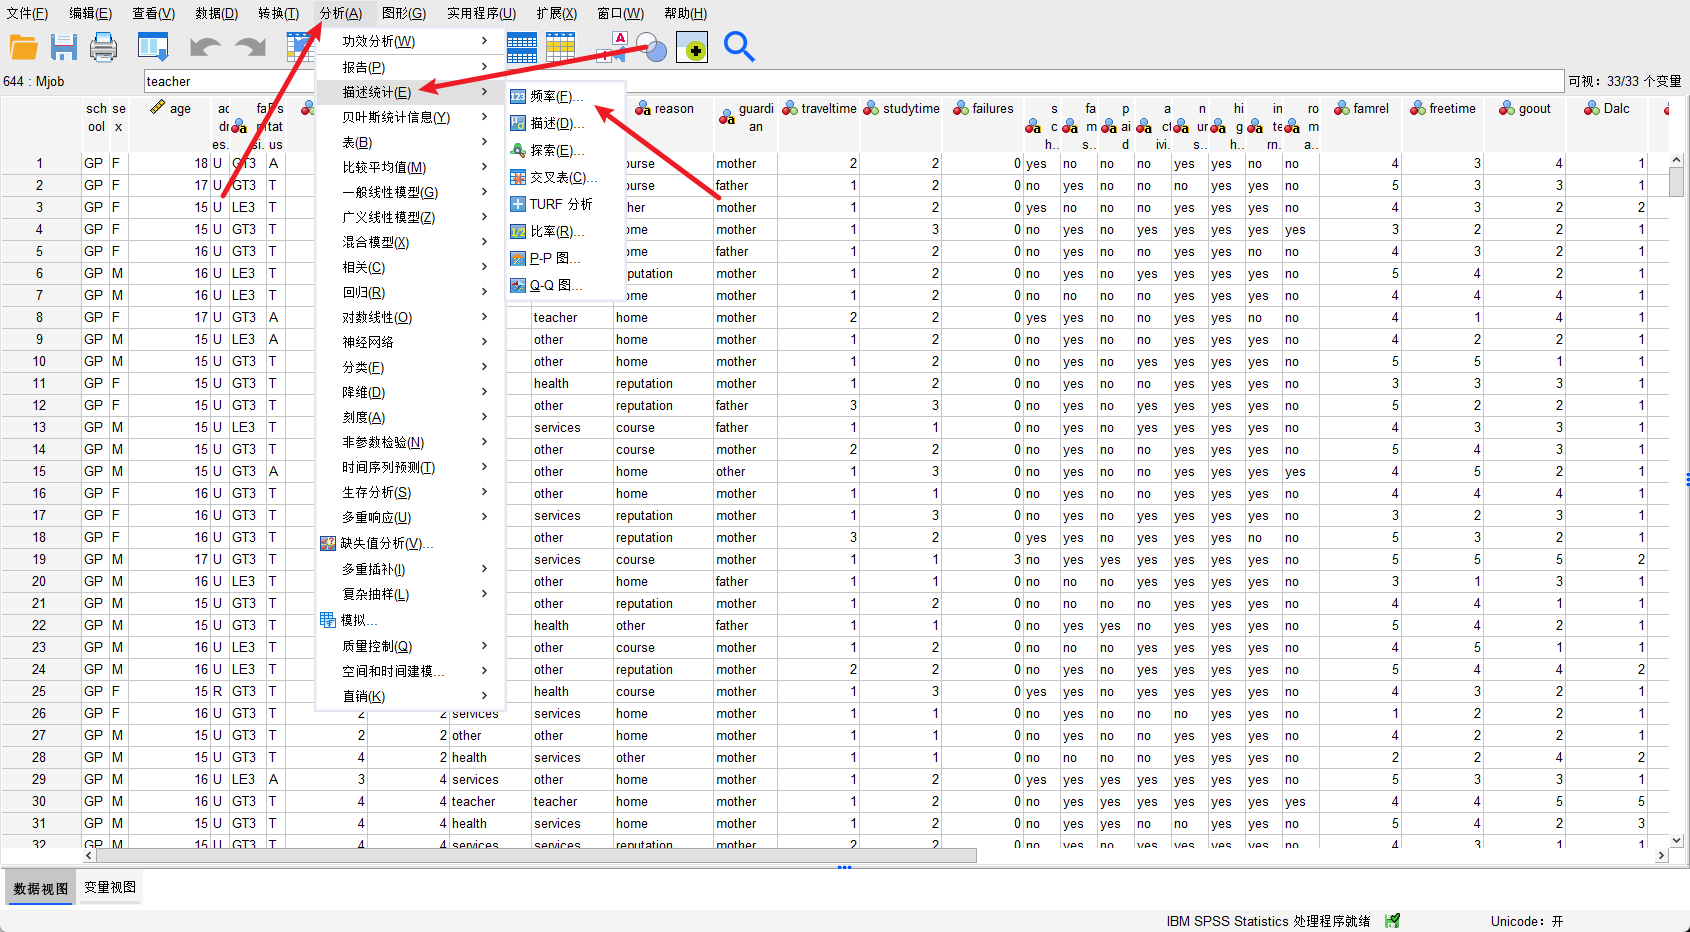 文件(F) 编辑(E) 查看(V) 数据(D) 转换(T) 分析(A) 图形(G) 实用程序(U) 扩展(X) 窗口(W) 帮助(H)
644 : Mjob teacher 可视: 33/33 个变量
功效分析(W)
报告(P)
描述统计(E)
贝叶斯统计信息(Y)
表(B)
比较平均值(M)
一般线性模型(G)
广义线性模型(Z)
混合模型(X)
相关(C)
回归(R)
对数线性(O)
神经网络
分类(F)
降维(D)
刻度(A)
非参数检验(N)
时间序列预测(T)
生存分析(S)
多重响应(U)
缺失值分析(V)...
多重插补(I)
复杂抽样(L)
模拟...
质量控制(Q)
空间和时间建模...
直销(K)
频率(F)...
描述(D)...
探索(E)...
交叉表(C)...
TURF 分析
比率(R)...
P-P 图...
Q-Q 图...
school sex age adres.. fa si.. Pstatus reason guardian traveltime studytime failures sch.. fams.. paid activi.. nurs.. high.. intern.. roma.. famrel freetime goout Dalc
1 GP F 18 U GT3 A ourse mother 2 2 0 yes no no no yes yes no no 4 3 4 1
2 GP F 17 U GT3 T ourse father 1 2 0 no yes no no no yes yes no 5 3 3 1
3 GP F 15 U LE3 T her mother 1 2 0 yes no no no yes yes yes no 4 3 2 2
4 GP F 15 U GT3 T ome mother 1 3 0 no yes no yes yes yes yes yes 3 2 2 1
5 GP F 16 U GT3 T ome father 1 2 0 no yes no no yes yes no no 4 3 2 1
6 GP M 16 U LE3 T putation mother 1 2 0 no yes no yes yes yes yes no 5 4 2 1
7 GP M 16 U LE3 T ome mother 1 2 0 no no no no yes yes yes no 4 4 4 1
8 GP F 17 U GT3 A teacher home mother 2 2 0 yes yes no no yes yes no no 4 1 4 1
9 GP M 15 U LE3 A other home mother 1 2 0 no yes no no yes yes yes no 4 2 2 1
10 GP M 15 U GT3 T other home mother 1 2 0 no yes no yes yes yes yes no 5 5 1 1
11 GP F 15 U GT3 T health reputation mother 1 2 0 no yes no no yes yes yes no 3 3 3 1
12 GP F 15 U GT3 T other reputation father 3 3 0 no yes no yes yes yes yes no 5 2 2 1
13 GP M 15 U LE3 T services course father 1 1 0 no yes no yes yes yes yes no 4 3 3 1
14 GP M 15 U GT3 T other course mother 2 2 0 no yes no no yes yes yes no 5 4 3 1
15 GP M 15 U GT3 A other home other 1 3 0 no yes no no yes yes yes yes 4 5 2 1
16 GP F 16 U GT3 T other home mother 1 1 0 no yes no no yes yes yes no 4 4 4 1
17 GP F 16 U GT3 T services reputation mother 1 3 0 no yes no yes yes yes yes no 3 2 3 1
18 GP F 16 U GT3 T other reputation mother 3 2 0 yes yes no yes yes yes no no 5 3 2 1
19 GP M 17 U GT3 T services course mother 1 1 3 no yes yes yes yes yes yes no 5 5 5 2
20 GP M 16 U LE3 T other home father 1 1 0 no no no yes yes yes yes no 3 1 3 1
21 GP M 15 U GT3 T other reputation mother 1 2 0 no no no no yes yes yes no 4 4 1 1
22 GP M 15 U GT3 T health other father 1 1 0 no yes yes no yes yes yes no 5 4 2 1
23 GP M 16 U LE3 T other course mother 1 2 0 no no no yes yes yes yes no 4 5 1 1
24 GP M 16 U LE3 T other reputation mother 2 2 0 no yes no yes yes yes yes no 5 4 4 2
25 GP F 15 R GT3 T health course mother 1 3 0 yes yes no yes yes yes yes no 4 3 2 1
26 GP F 16 U GT3 T 2 2 services services home mother 1 1 0 no yes no no no yes yes no 1 2 2 1
27 GP M 15 U GT3 T 2 2 other other home mother 1 1 0 no yes no no yes yes yes no 4 2 2 1
28 GP M 15 U GT3 T 4 2 health services other mother 1 1 0 no no no no yes yes yes no 2 2 4 2
29 GP M 16 U LE3 A 3 4 services other home mother 1 2 0 yes yes yes yes yes yes yes no 5 3 3 1
30 GP M 16 U GT3 T 4 4 teacher teacher home mother 1 2 0 no yes yes yes yes yes yes yes 4 4 5 5
31 GP M 15 U GT3 T 4 4 health services home mother 1 2 0 no yes yes no no yes yes no 5 4 2 3
32 GP M 15 U GT3 T 4 4 services services reputation mother 2 2 0 no yes no yes yes yes yes no 4 3 1 1
数据视图 变量视图
IBM SPSS Statistics 处理程序就绪 Unicode: 开